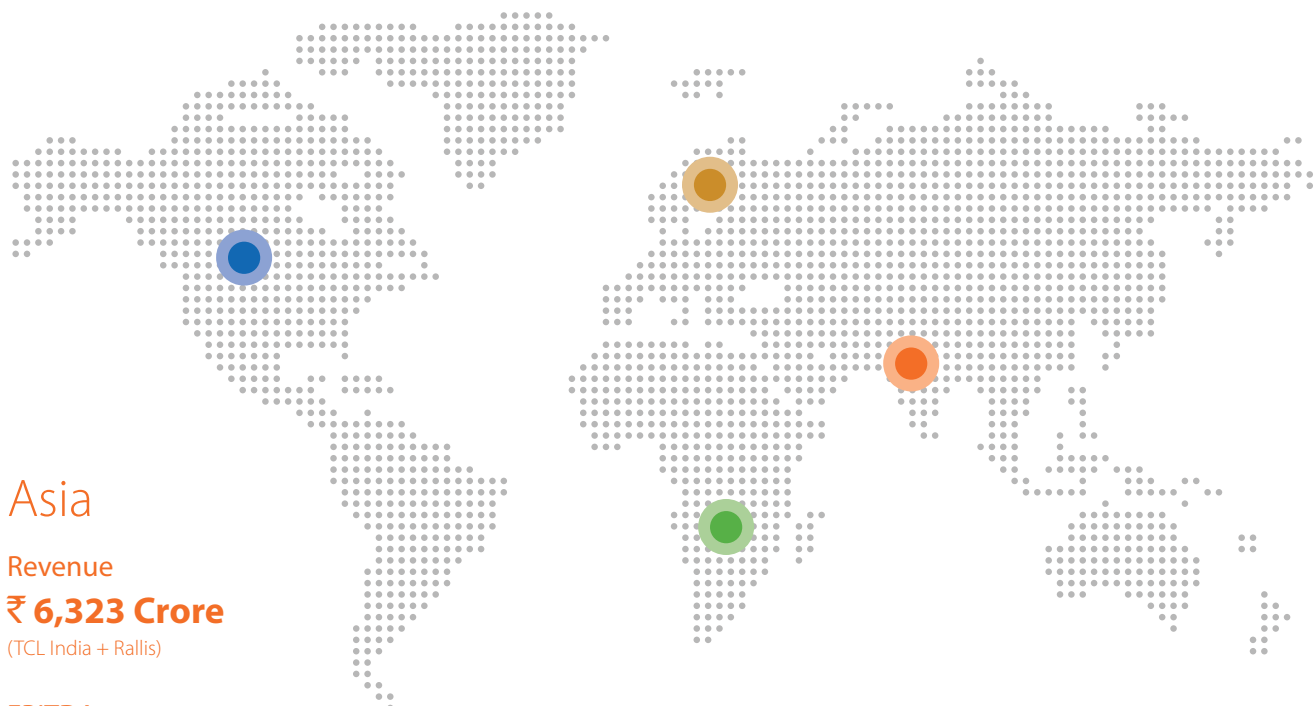 Asia
Revenue
₹ 6,323 Crore
(TCL India + Rallis)